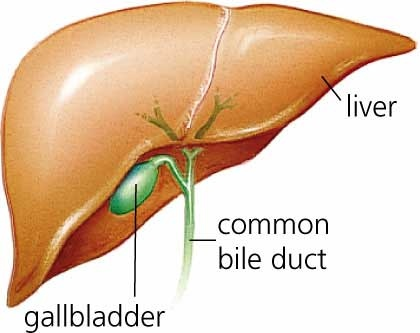 liver
common
bile duct
gallbladder